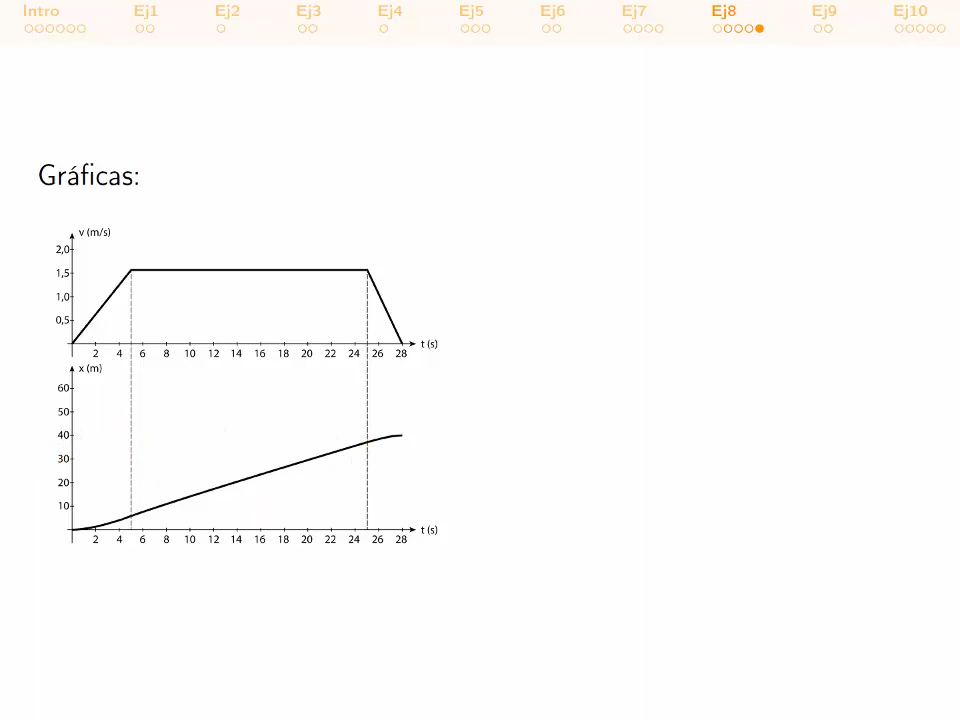 Intro Ej1 Ej2 Ej3 Ej4 Ej5 Ej6 Ej7 Ej8 Ej9 Ej10
Gráficas:
v (m/s)
2,0
1,5
1,0
0,5
t (s)
2 4 6 8 10 12 14 16 18 20 22 24 26 28
x (m)
60
50
40
30
20
10
t (s)
2 4 6 8 10 12 14 16 18 20 22 24 26 28